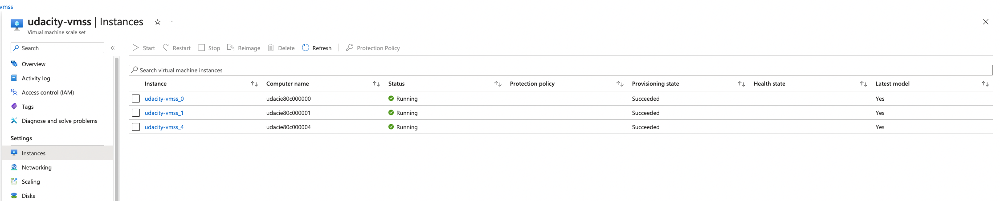 vmss
udacity-vmss | Instances
Virtual machine scale set
Search
Start Restart Stop Reimage Delete Refresh Protection Policy
Overview
Activity log
Access control (IAM)
Tags
Diagnose and solve problems
Settings
Instances
Networking
Scaling
Disks
Search virtual machine instances
Instance Computer name Status Protection policy Provisioning state Health state Latest model
udacity-vmss_0 udacie80c000000 Running Succeeded Yes
udacity-vmss_1 udacie80c000001 Running Succeeded Yes
udacity-vmss_4 udacie80c000004 Running Succeeded Yes